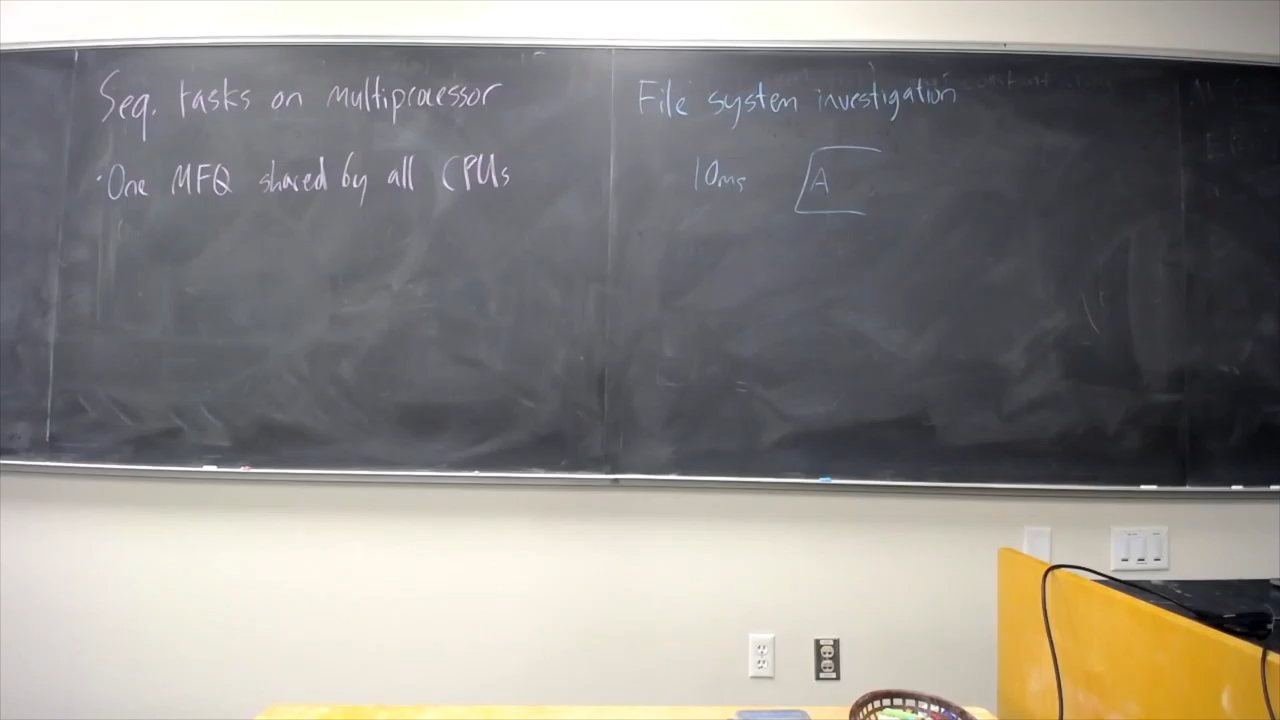 Seq. tasks on multiprocessor
· One MFQ shared by all CPUs
File system investigation
10ms A